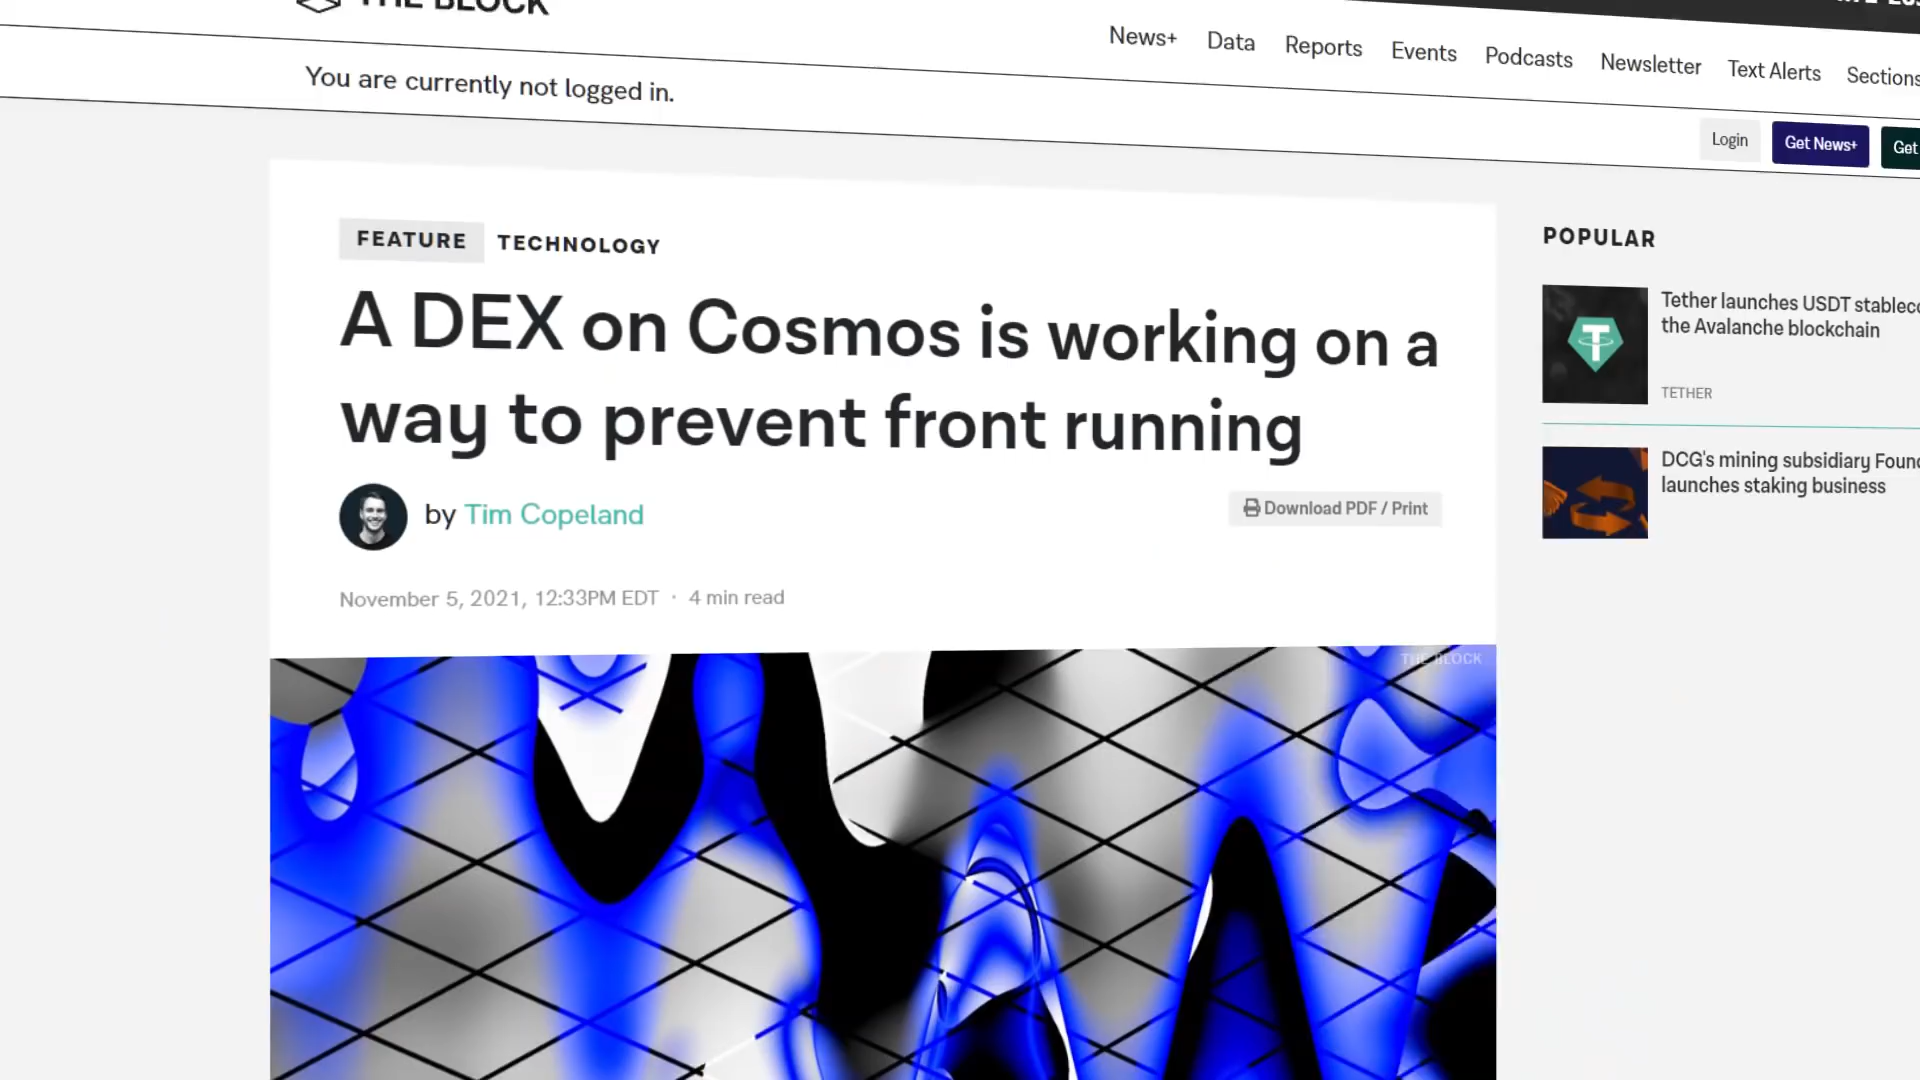 THE BLOCK
News+ Data Reports Events Podcasts Newsletter Text Alerts Sections
You are currently not logged in.
Login Get News+ Get
FEATURE TECHNOLOGY
A DEX on Cosmos is working on a
way to prevent front running
by Tim Copeland
Download PDF / Print
November 5, 2021, 12:33PM EDT · 4 min read
THE BLOCK
POPULAR
Tether launches USDT
the Avalanche blockchain
TETHER
DCG's mining subsidiary
launches staking business